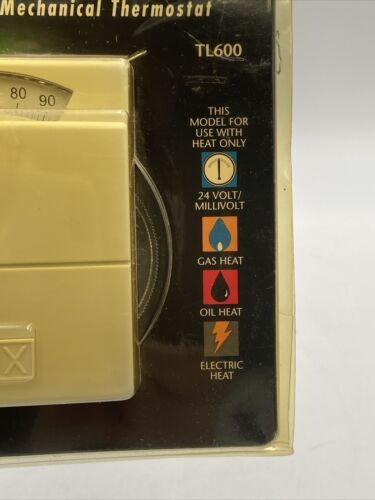 Mechanical Thermostat
TL600
80 90
THIS
MODEL FOR
USE WITH
HEAT ONLY
24 VOLT/
MILLIVOLT
GAS HEAT
OIL HEAT
ELECTRIC
HEAT
X